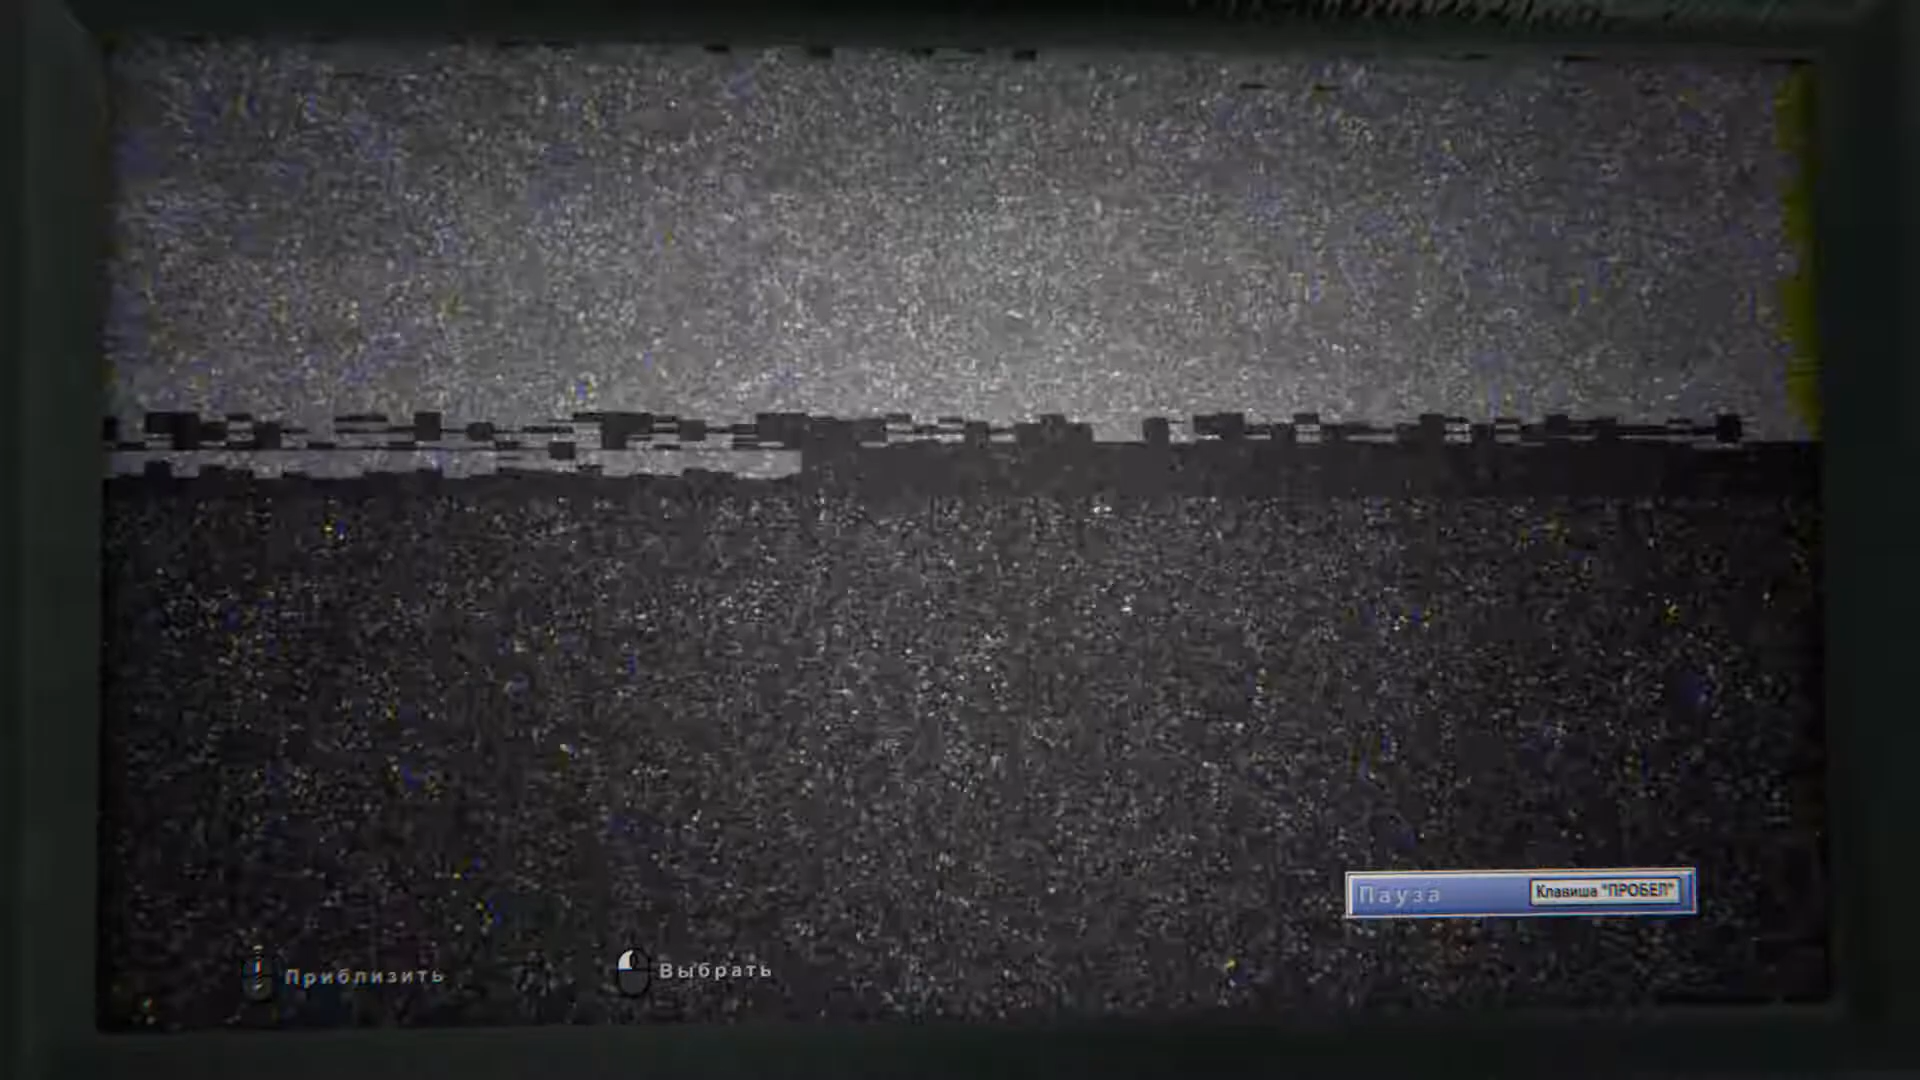 Пауза Клавиша "ПРОБЕЛ"
Приблизить
Выбрать